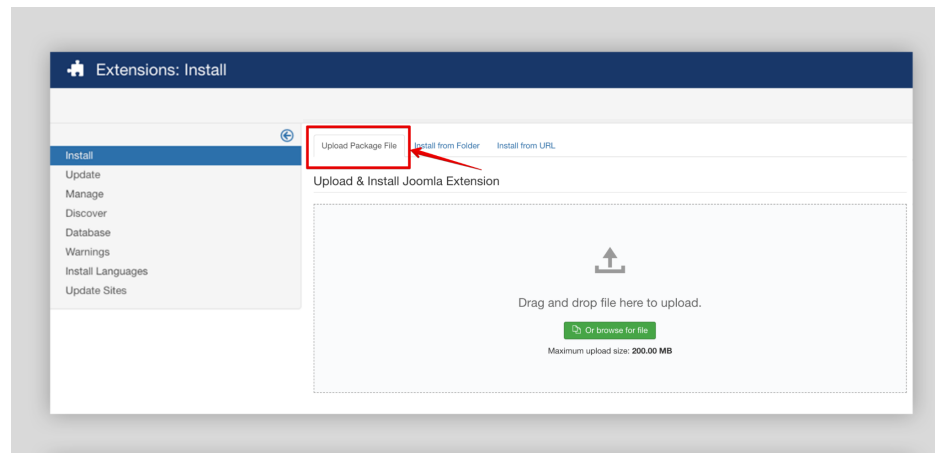 Extensions: Install
Install
Update
Manage
Discover
Database
Warnings
Install Languages
Update Sites
Upload Package File
Install from Folder
Install from URL
Upload & Install Joomla Extension
Drag and drop file here to upload.
Or browse for file
Maximum upload size: 200.00 MB